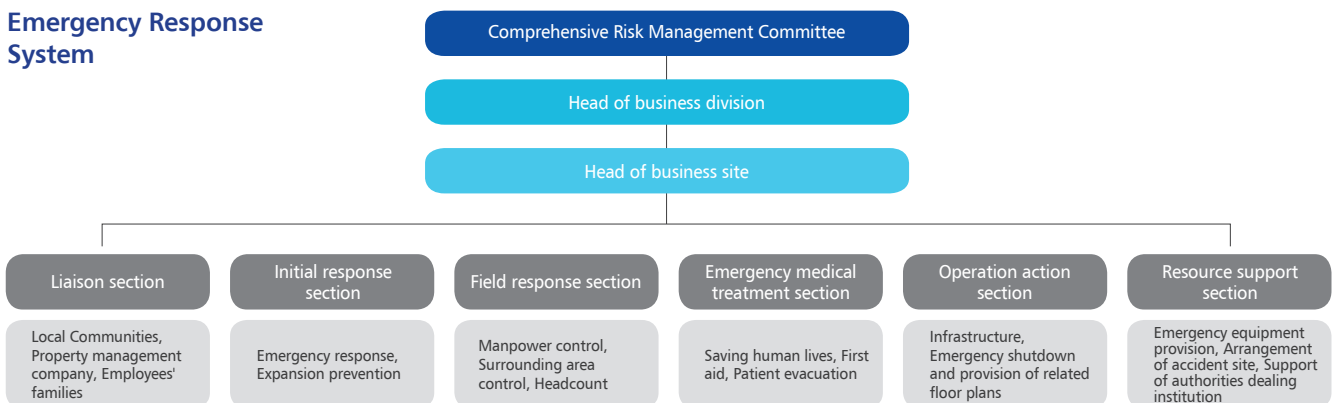 Emergency Response
System
Comprehensive Risk Management Committee
Head of business division
Head of business site
Liaison section
Local Communities,
Property management
company, Employees'
families
Initial response
section
Emergency response,
Expansion prevention
Field response section
Manpower control,
Surrounding area
control, Headcount
Emergency medical
treatment section
Saving human lives, First
aid, Patient evacuation
Operation action
section
Infrastructure,
Emergency shutdown
and provision of related
floor plans
Resource support
section
Emergency equipment
provision, Arrangement
of accident site, Support
of authorities dealing
institution